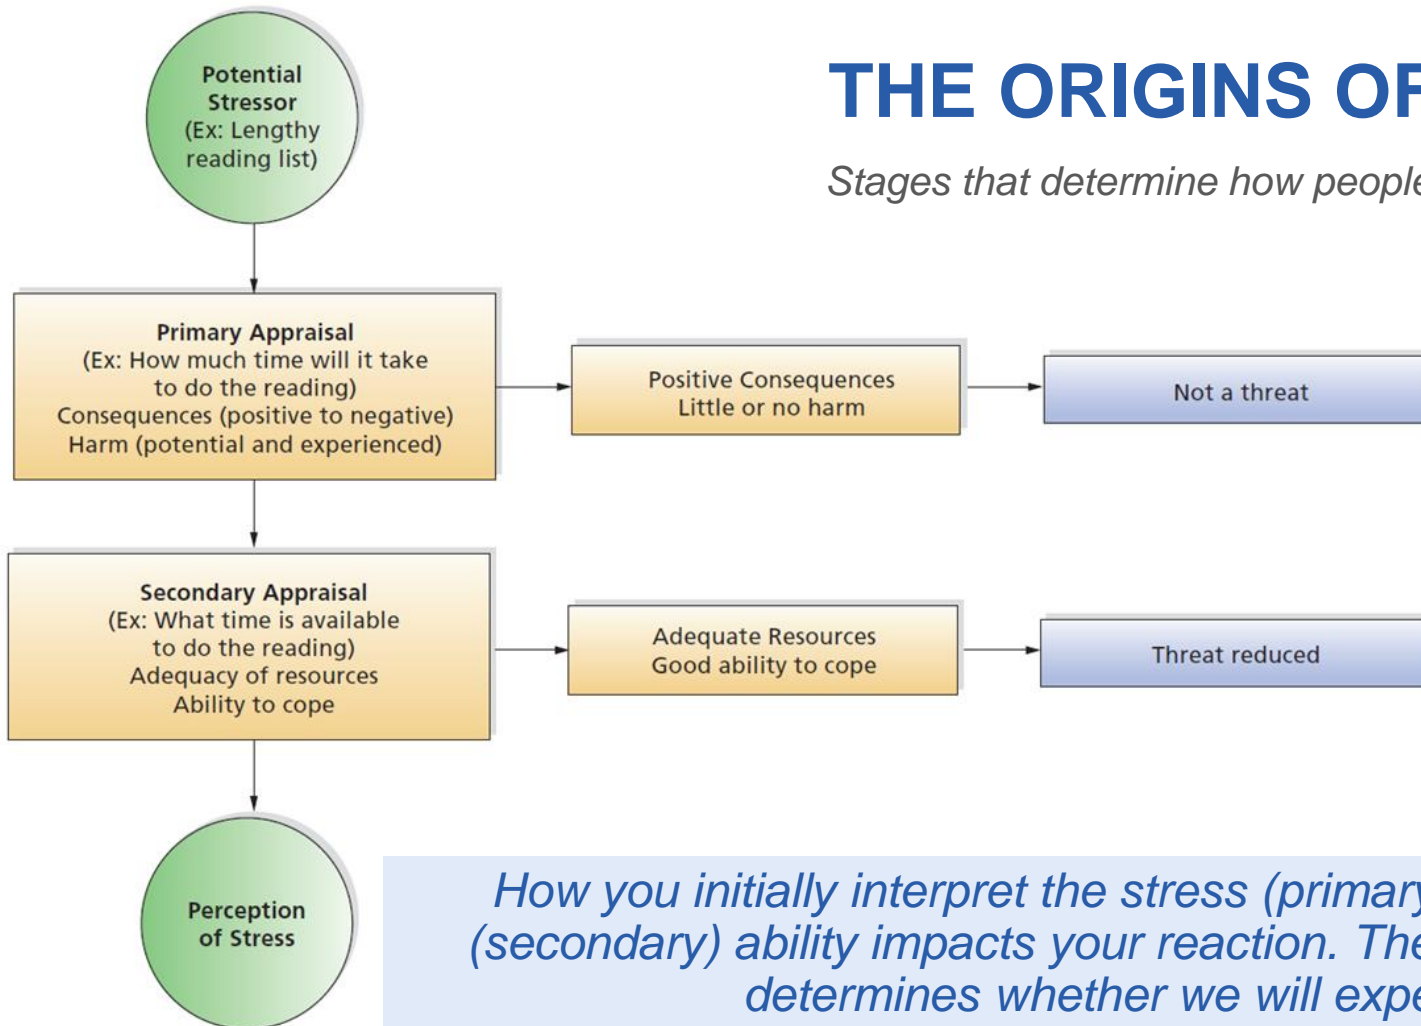 THE ORIGINS OF
Stages that determine how people
Potential
Stressor
(Ex: Lengthy
reading list)
Primary Appraisal
(Ex: How much time will it take
to do the reading)
Consequences (positive to negative)
Harm (potential and experienced)
Positive Consequences
Little or no harm
Not a threat
Secondary Appraisal
(Ex: What time is available
to do the reading)
Adequacy of resources
Ability to cope
Adequate Resources
Good ability to cope
Threat reduced
Perception
of Stress
How you initially interpret the stress (primary
(secondary) ability impacts your reaction. The
determines whether we will expe